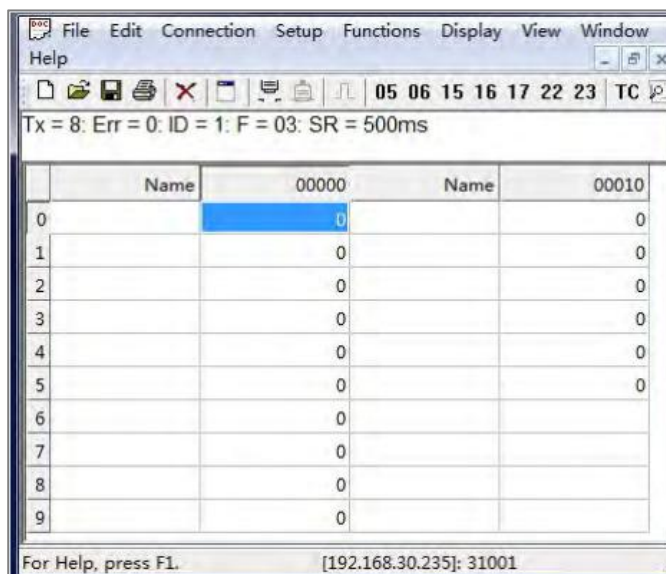 DOC File Edit Connection Setup Functions Display View Window
Help
05 06 15 16 17 22 23 TC
Tx = 8: Err = 0: ID = 1: F = 03: SR = 500ms
Name 00000 Name 00010
0 0 0
1 0 0
2 0 0
3 0 0
4 0 0
5 0 0
6 0
7 0
8 0
9 0
For Help, press F1. [192.168.30.235]: 31001